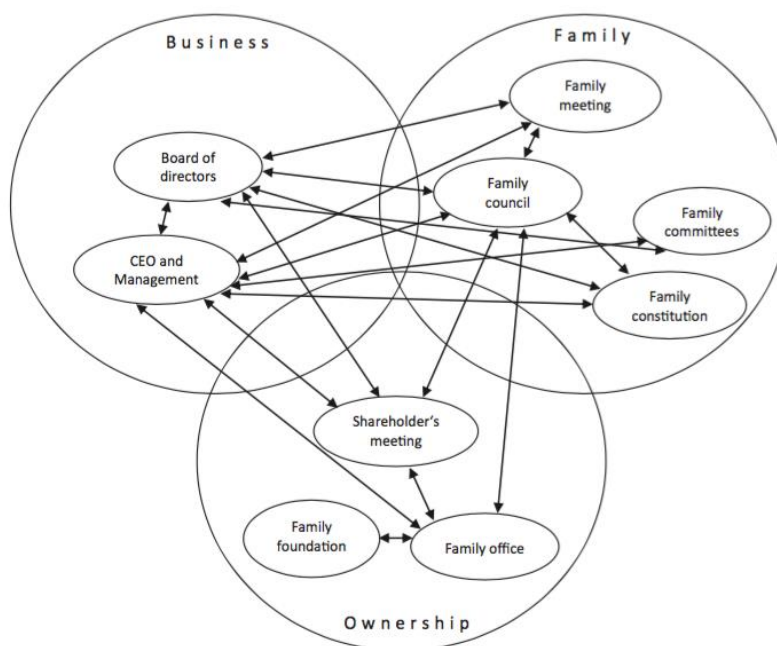 Business
Family
Family
meeting
Board of
directors
Family
council
Family
committees
CEO and
Management
Family
constitution
Shareholder‘s
meeting
Family
foundation
Family office
Ownership